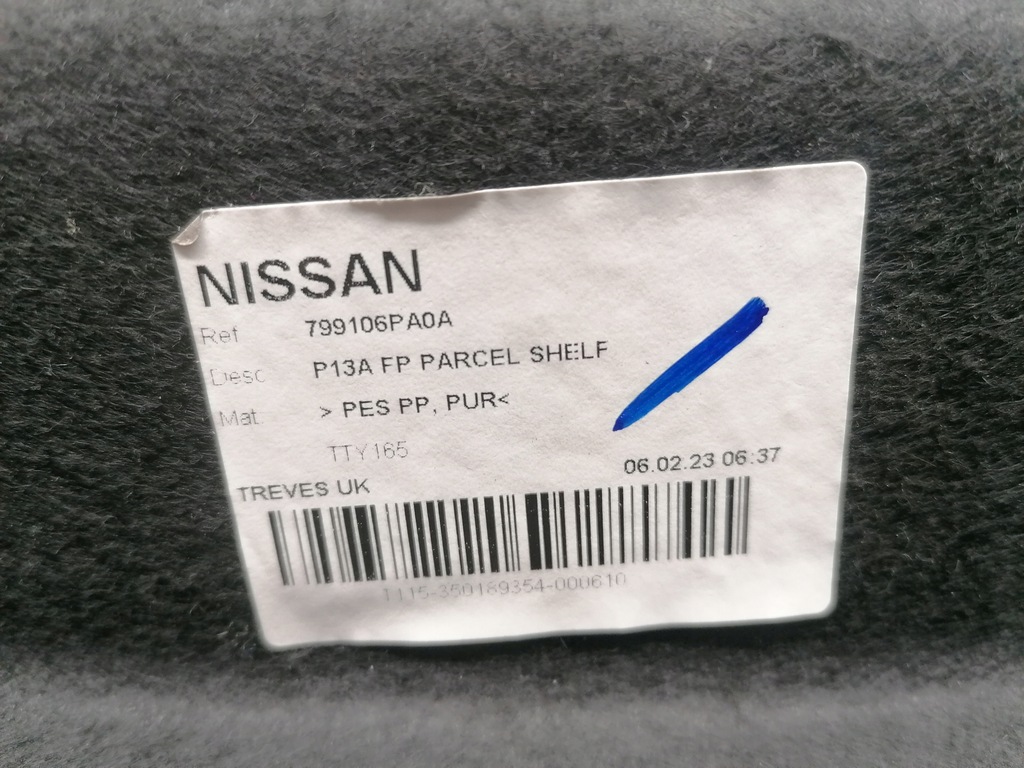 NISSAN
Ref 799106PA0A
Desc P13A FP PARCEL SHELF
Mat > PES PP, PUR<
TTY165
06.02.23 06:37
TREVES UK
1115-350189354-000610